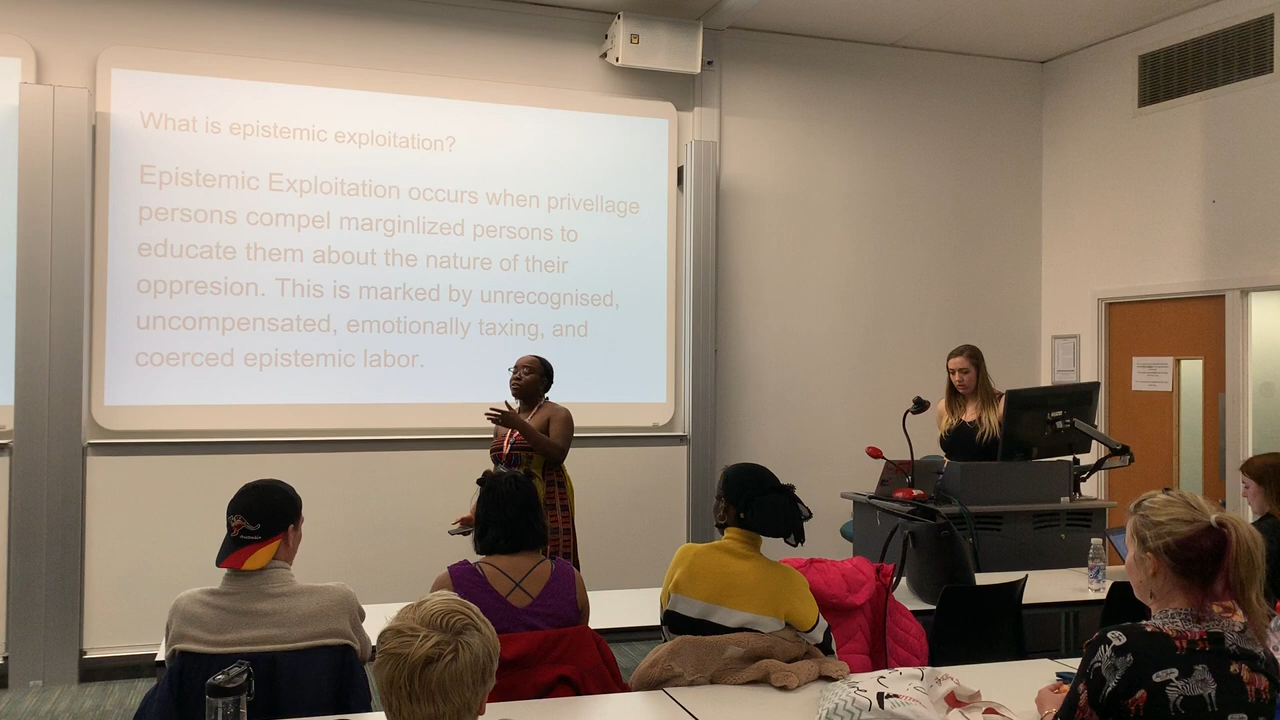 What is epistemic exploitation?
Epistemic Exploitation occurs when privellage
persons compel marginlized persons to
educate them about the nature of their
oppresion. This is marked by unrecognised,
uncompensated, emotionally taxing, and
coerced epistemic labor.
Australia